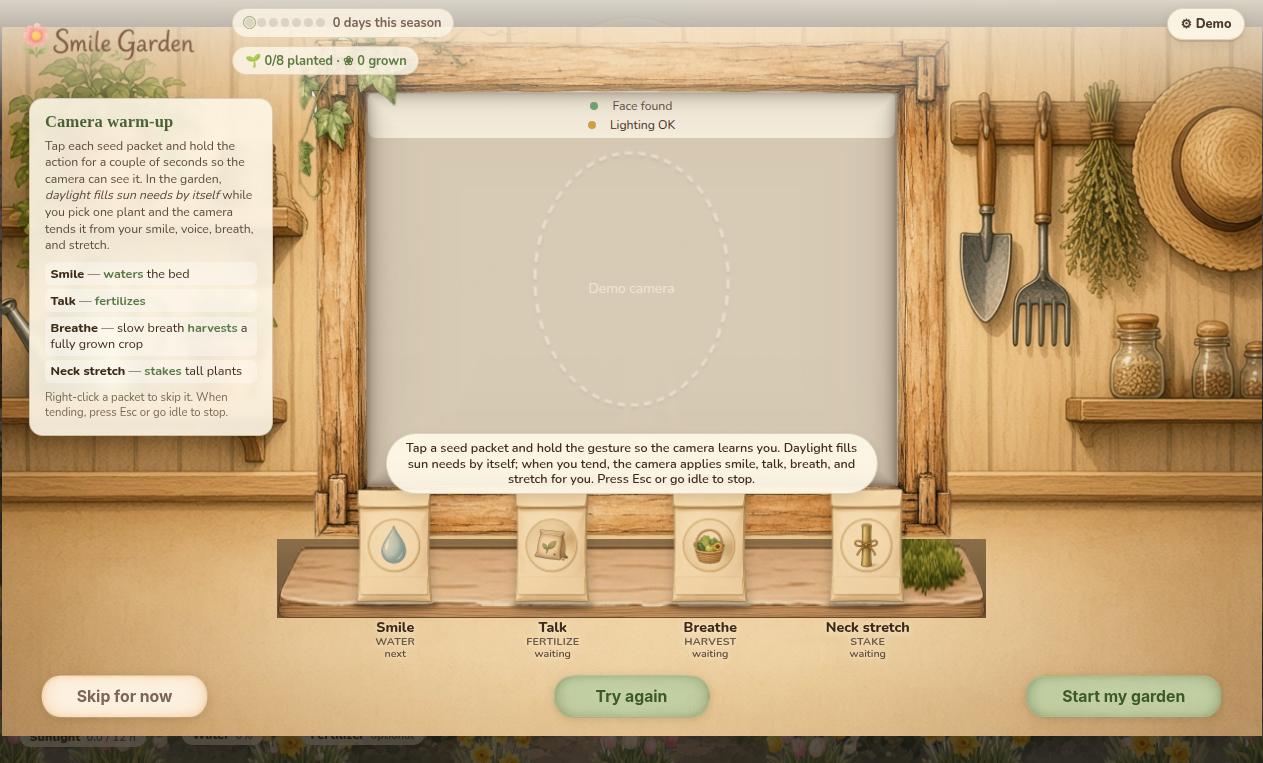 Smile Garden
0 days this season
0/8 planted · ❀ 0 grown
⚙ Demo
Camera warm-up
Tap each seed packet and hold the
action for a couple of seconds so the
camera can see it. In the garden,
daylight fills sun needs by itself while
you pick one plant and the camera
tends it from your smile, voice, breath,
and stretch.
Smile — waters the bed
Talk — fertilizes
Breathe — slow breath harvests a
fully grown crop
Neck stretch — stakes tall plants
Right-click a packet to skip it. When
tending, press Esc or go idle to stop.
Face found
Lighting OK
Demo camera
Tap a seed packet and hold the gesture so the camera learns you. Daylight fills
sun needs by itself; when you tend, the camera applies smile, talk, breath, and
stretch for you. Press Esc or go idle to stop.
Smile
WATER
next
Talk
FERTILIZE
waiting
Breathe
HARVEST
waiting
Neck stretch
STAKE
waiting
Skip for now
Try again
Start my garden
Sunlight 0.0 / 12 h
Water 0%
Fertilizer optional